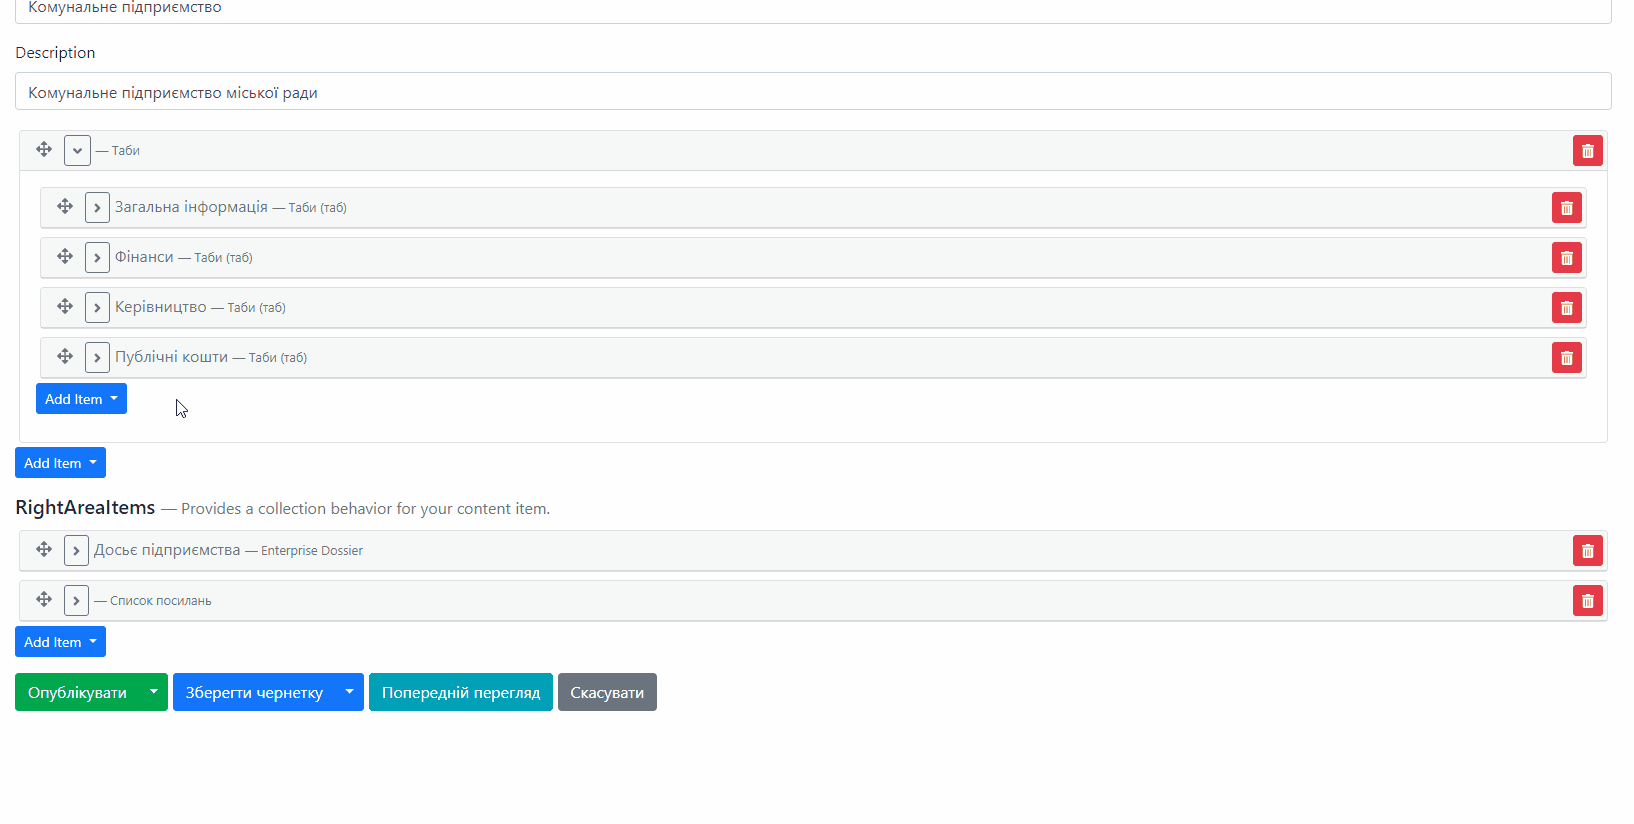 Комунальне підприємство
Description
Комунальне підприємство міської ради
— Таби
Загальна інформація — Таби (таб)
Фінанси — Таби (таб)
Керівництво — Таби (таб)
Публічні кошти — Таби (таб)
Add Item
Add Item
RightAreaItems — Provides a collection behavior for your content item.
Досьє підприємства — Enterprise Dossier
— Список посилань
Add Item
Опублікувати Зберегти чернетку Попередній перегляд Скасувати